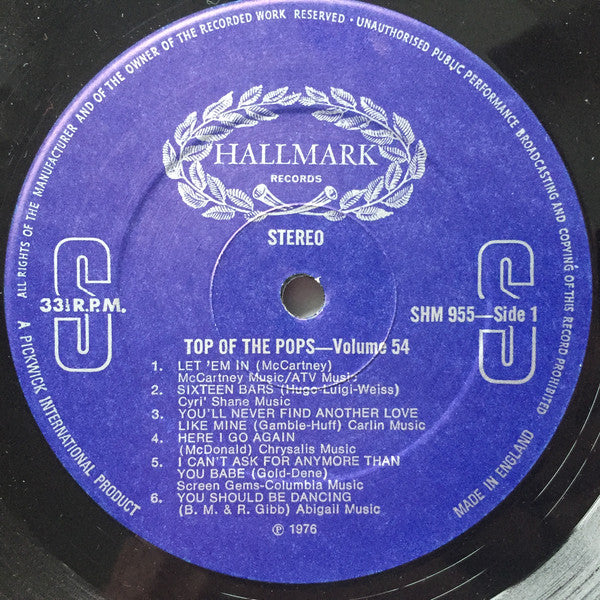 ALL RIGHTS OF THE MANUFACTURER AND OF THE OWNER OF THE RECORDED WORK RESERVED · UNAUTHORISED PUBLIC PERFORMANCE BROADCASTING AND COPYING OF THIS RECORD PROHIBITED
HALLMARK
RECORDS
STEREO
S
S
33⅓ R.P.M.
SHM 955—Side 1
TOP OF THE POPS—Volume 54
1. LET 'EM IN (McCartney)
McCartney Music/ATV Music
2. SIXTEEN BARS (Hugo-Luigi-Weiss)
Cyril Shane Music
3. YOU'LL NEVER FIND ANOTHER LOVE
LIKE MINE (Gamble-Huff) Carlin Music
4. HERE I GO AGAIN
(McDonald) Chrysalis Music
5. I CAN'T ASK FOR ANYMORE THAN
YOU BABE (Gold-Dene)
Screen Gems-Columbia Music
6. YOU SHOULD BE DANCING
(B. M. & R. Gibb) Abigail Music
℗ 1976
A PICKWICK INTERNATIONAL PRODUCT
MADE IN ENGLAND